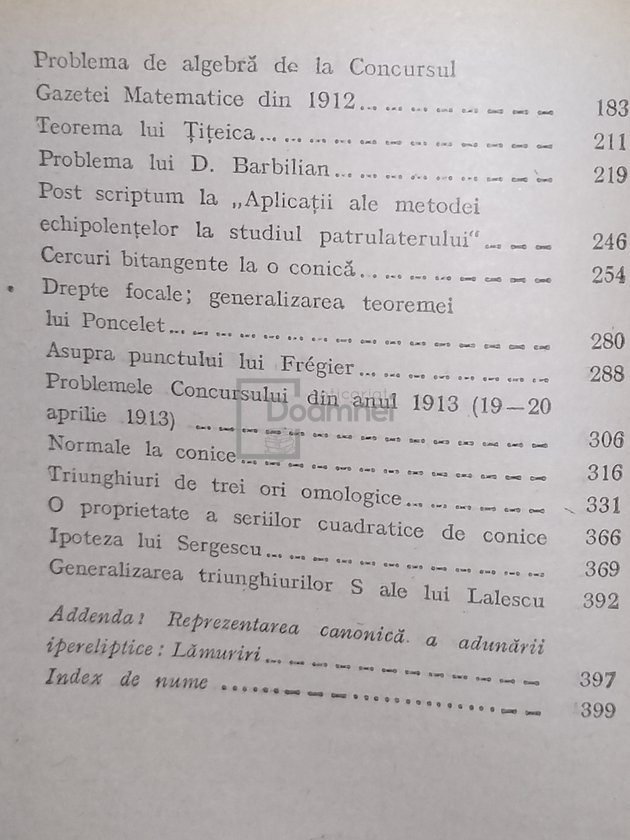 Problema de algebră de la Concursul
Gazetei Matematice din 1912 183
Teorema lui Țițeica 211
Problema lui D. Barbilian 219
Post scriptum la „Aplicații ale metodei
echipolențelor la studiul patrulaterului“ 246
Cercuri bitangente la o conică 254
Drepte focale; generalizarea teoremei
lui Poncelet 280
Asupra punctului lui Frégier 288
Problemele Concursului din anul 1913 (19—20
aprilie 1913) 306
Normale la conice 316
Triunghiuri de trei ori omologice 331
O proprietate a seriilor cuadratice de conice 366
Ipoteza lui Sergescu 369
Generalizarea triunghiurilor S ale lui Lalescu 392
Addenda: Reprezentarea canonică a adunării
ipereliptice: Lămuriri 397
Index de nume 399
Doamnei